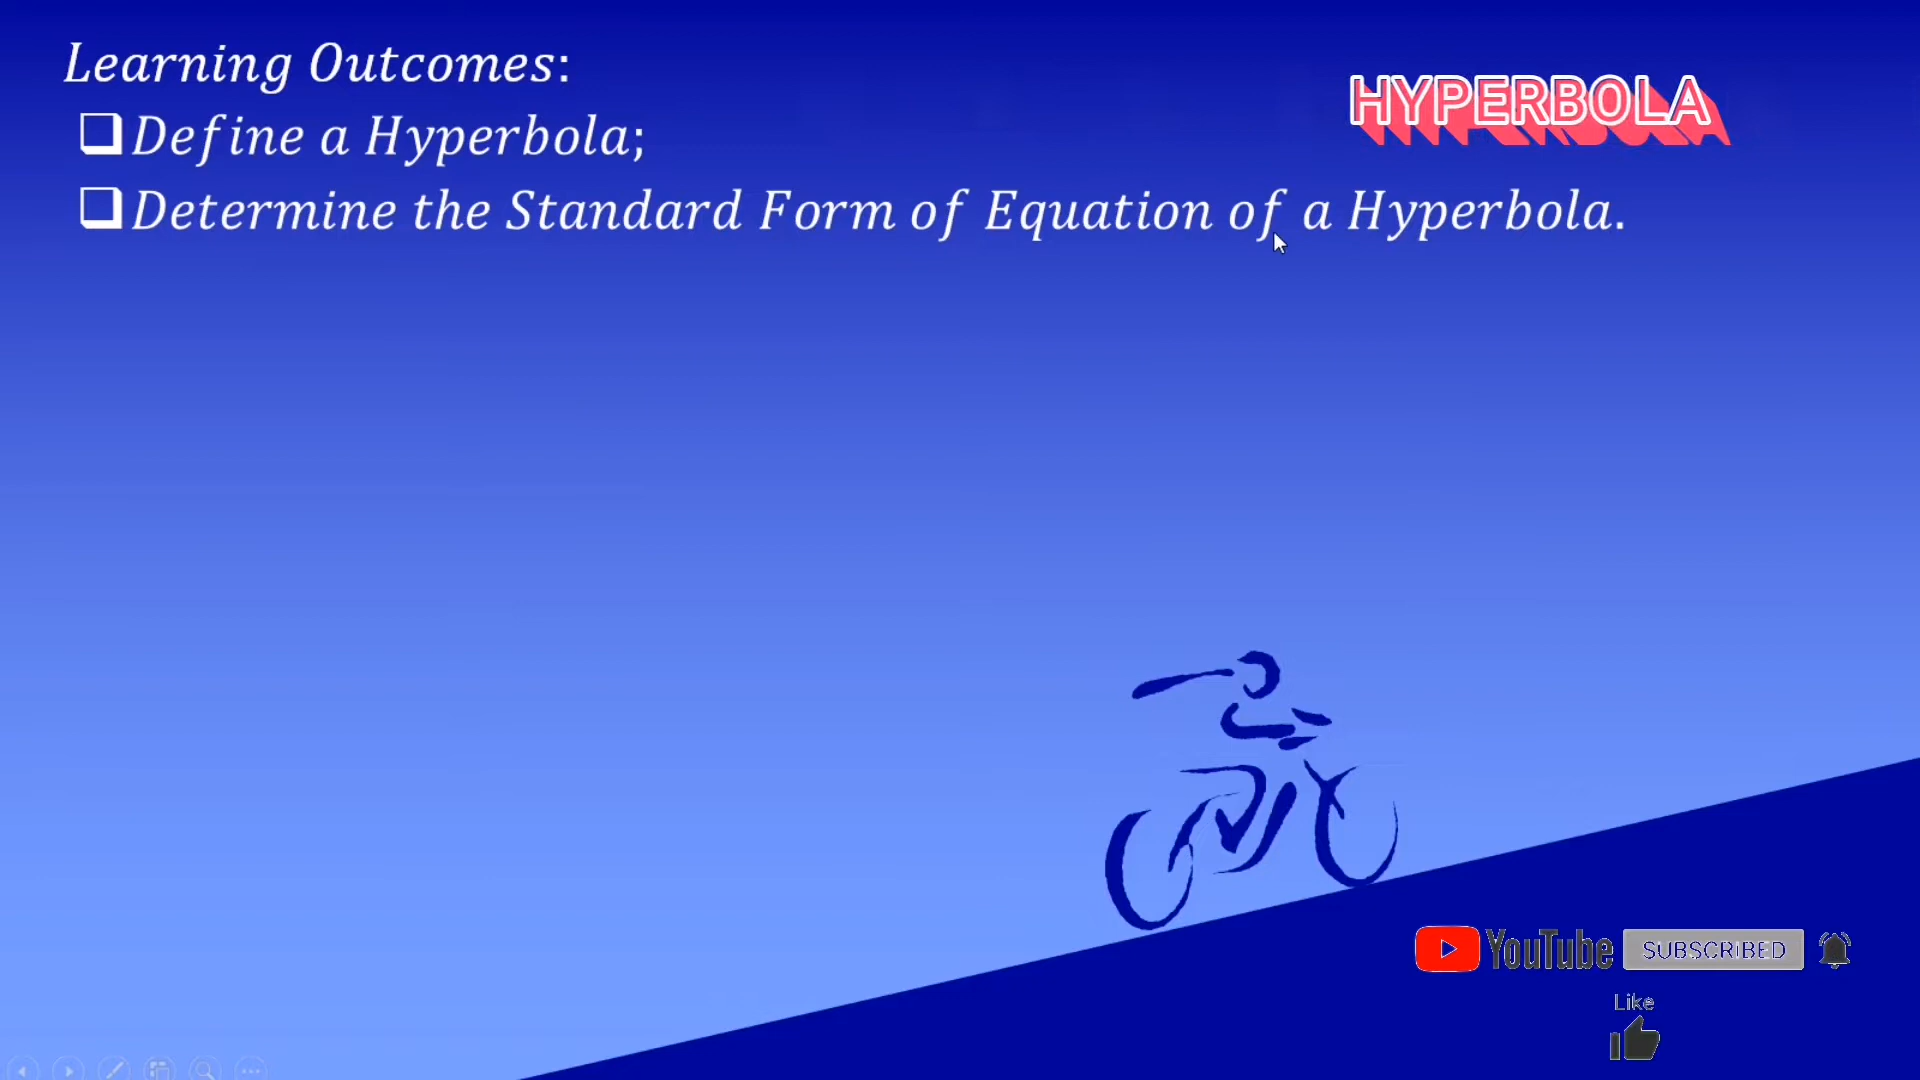 Learning Outcomes:
HYPERBOLA
❑Define a Hyperbola;
❑Determine the Standard Form of Equation of a Hyperbola.
YouTube SUBSCRIBED
Like